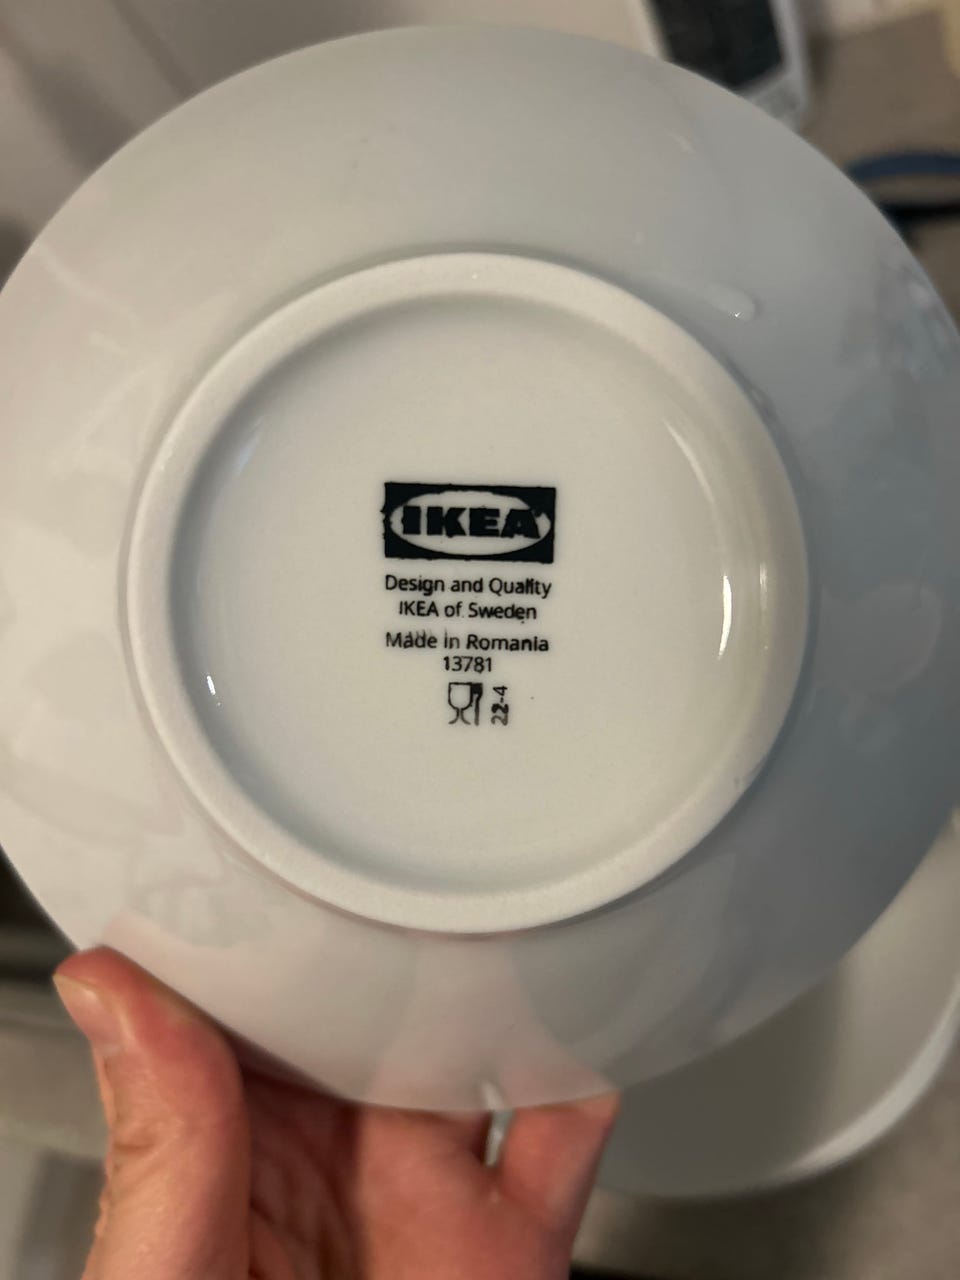 IKEA
Design and Quality
IKEA of Sweden
Made in Romania
13781
22-4